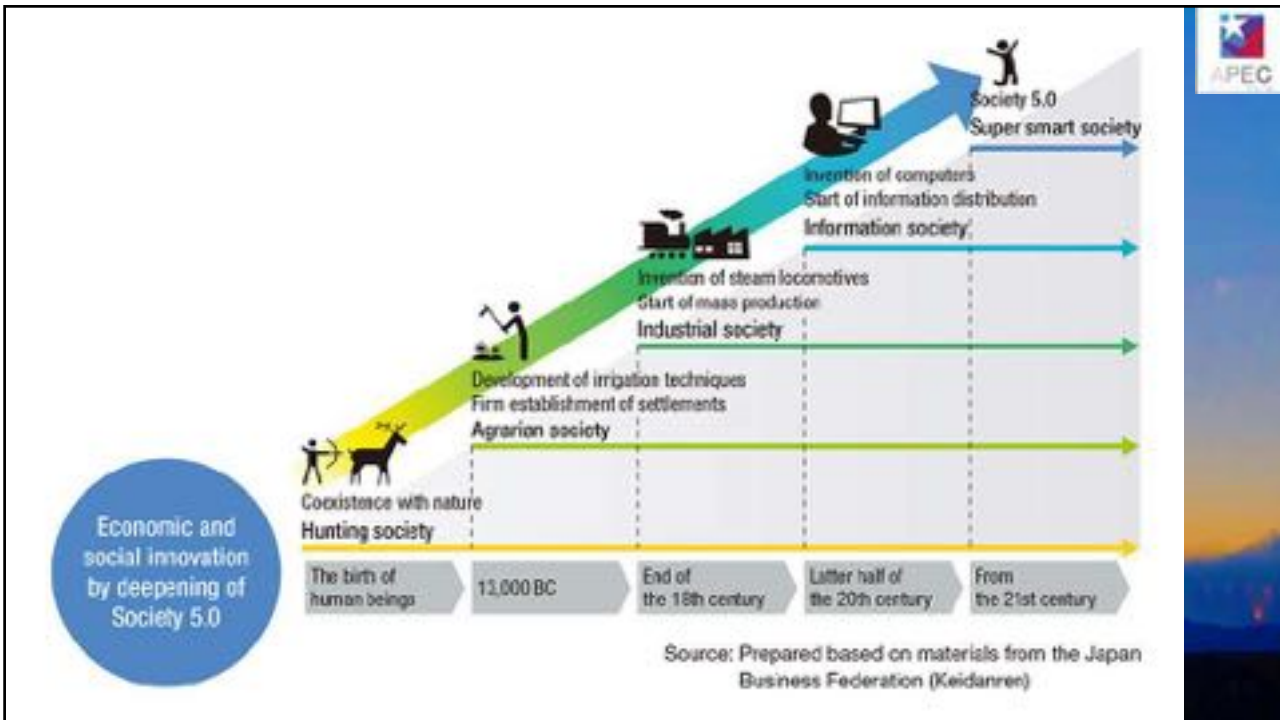 APEC
Society 5.0
Super smart society
Invention of computers
Start of information distribution
Information society
Invention of steam locomotives
Start of mass production
Industrial society
Development of irrigation techniques
Firm establishment of settlements
Agrarian society
Coexistence with nature
Hunting society
Economic and
social innovation
by deepening of
Society 5.0
The birth of
human beings
13,000 BC
End of
the 18th century
Latter half of
the 20th century
From
the 21st century
Source: Prepared based on materials from the Japan
Business Federation (Keidanren)